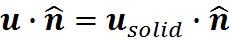 𝒖 · n̂ = 𝒖_solid · n̂